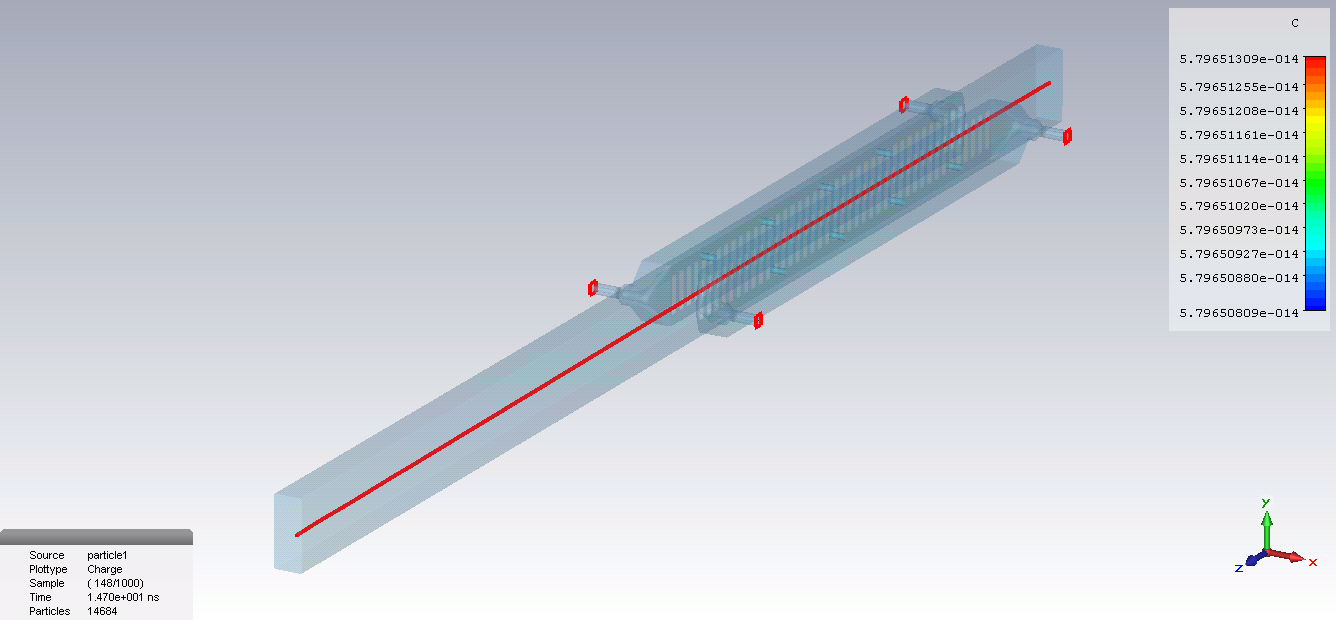 C
5.79651309e-014
5.79651255e-014
5.79651208e-014
5.79651161e-014
5.79651114e-014
5.79651067e-014
5.79651020e-014
5.79650973e-014
5.79650927e-014
5.79650880e-014
5.79650809e-014
y
x
z
Source particle1
Plottype Charge
Sample ( 148/1000)
Time 1.470e+001 ns
Particles 14684